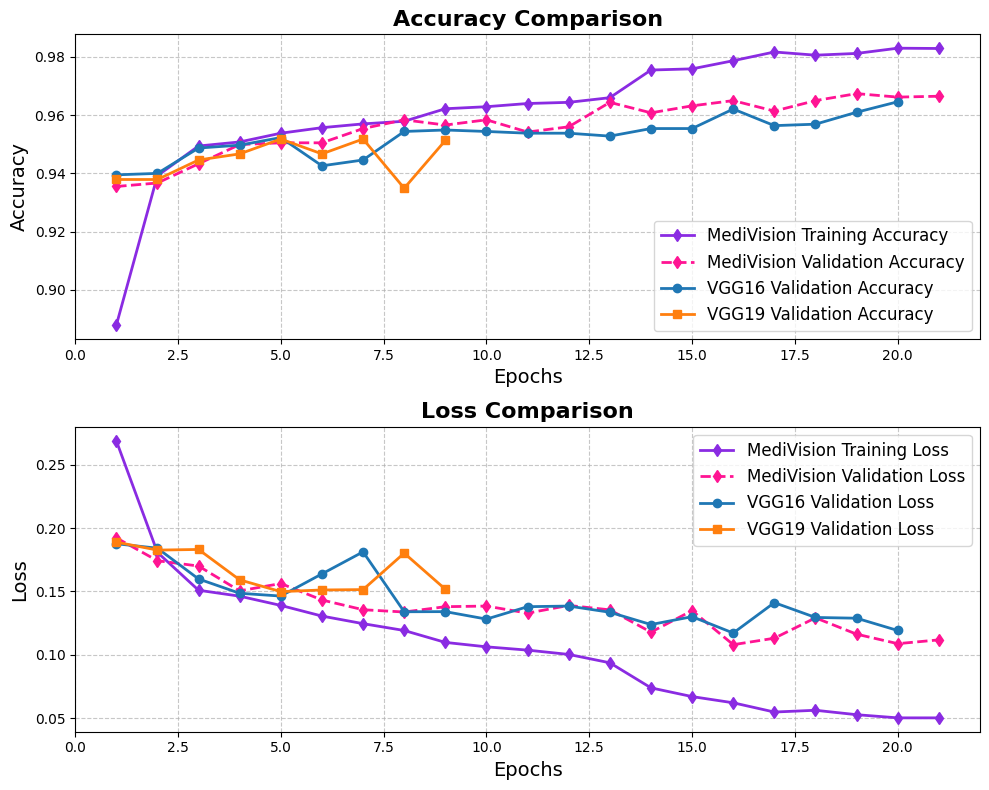 Accuracy Comparison
0.98
0.96
0.94
0.92
0.90
Accuracy
MediVision Training Accuracy
MediVision Validation Accuracy
VGG16 Validation Accuracy
VGG19 Validation Accuracy
0.0 2.5 5.0 7.5 10.0 12.5 15.0 17.5 20.0
Epochs
Loss Comparison
0.25
0.20
0.15
0.10
0.05
Loss
MediVision Training Loss
MediVision Validation Loss
VGG16 Validation Loss
VGG19 Validation Loss
0.0 2.5 5.0 7.5 10.0 12.5 15.0 17.5 20.0
Epochs